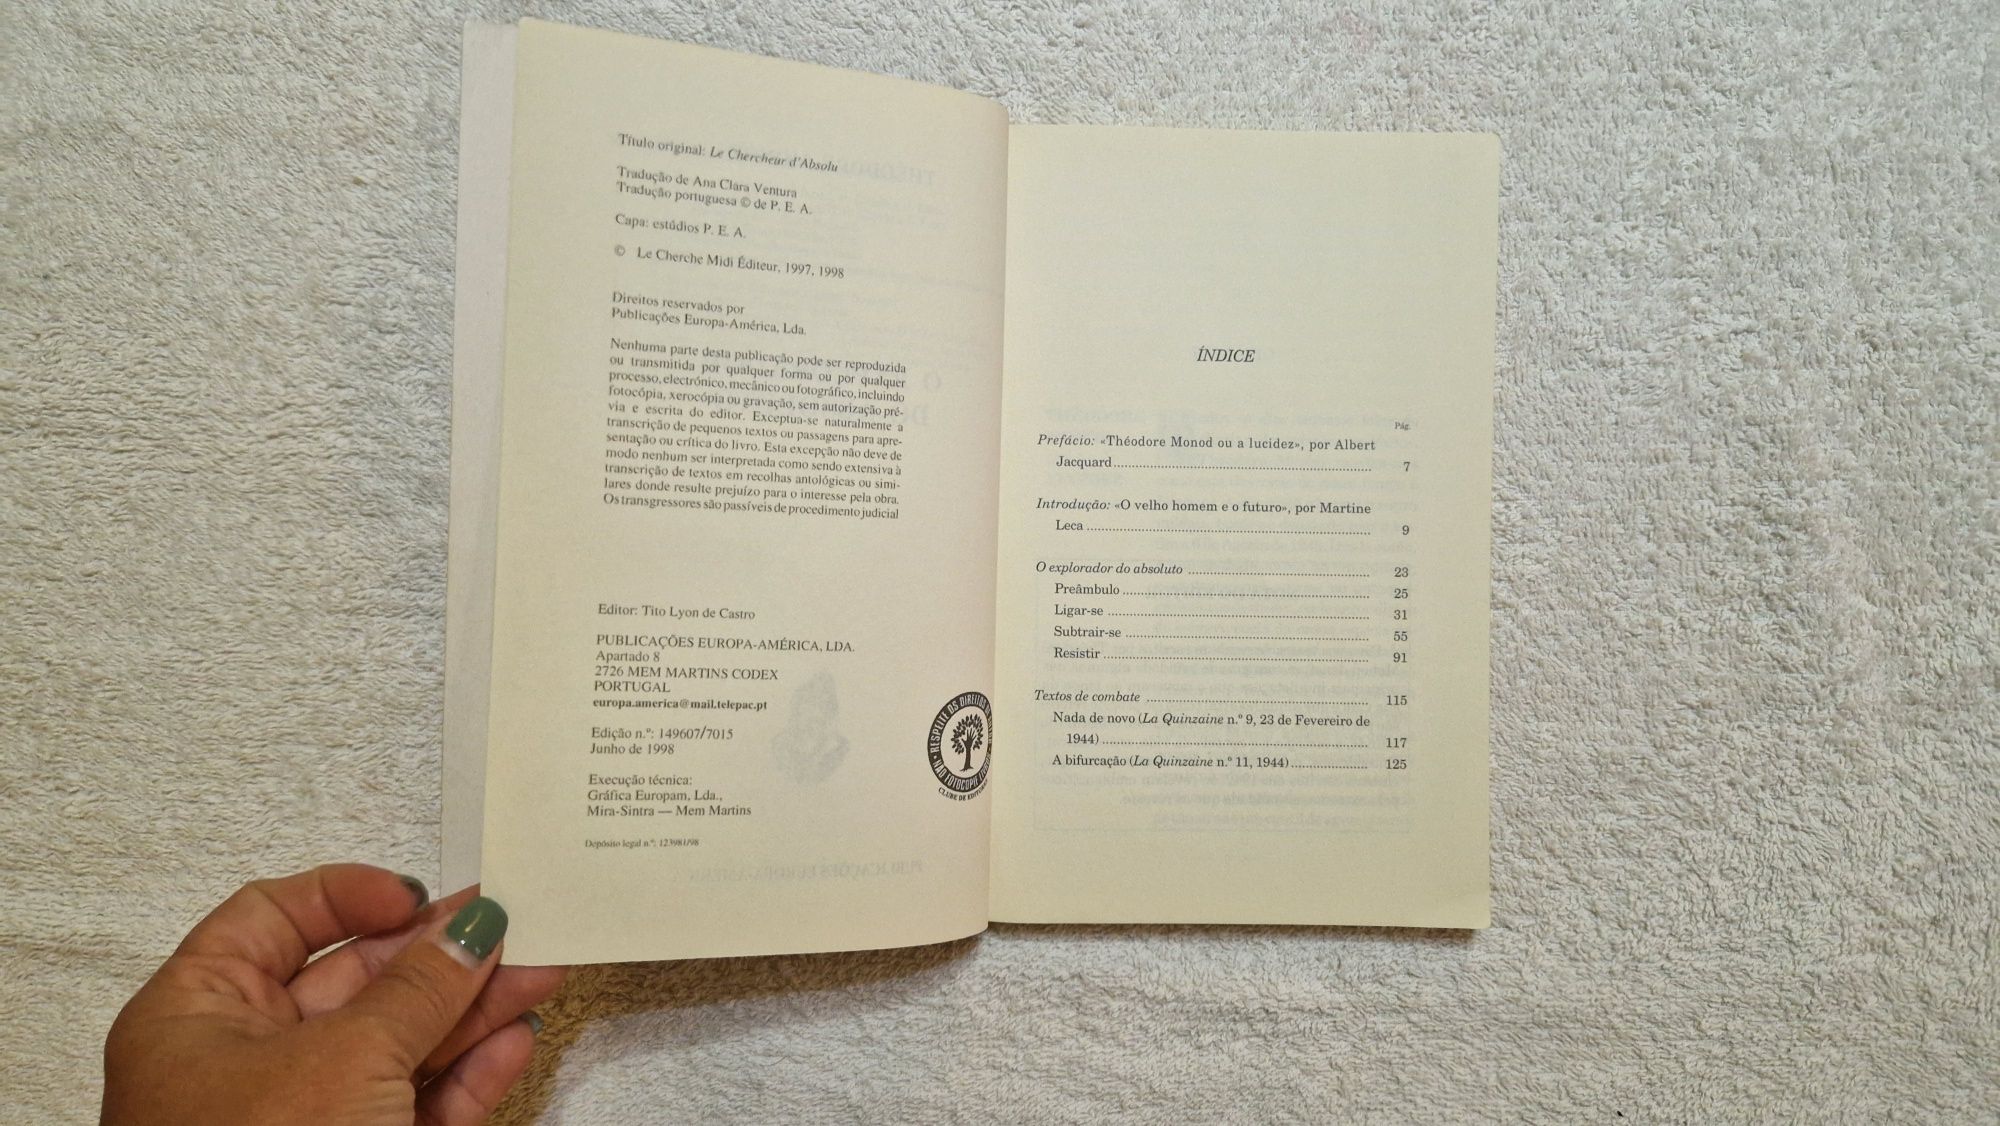 Título original: Le Chercheur d'Absolu
Tradução de Ana Clara Ventura
Tradução portuguesa © de P. E. A.
Capa: estúdios P. E. A.
© Le Cherche Midi Éditeur, 1997, 1998
Direitos reservados por
Publicações Europa-América, Lda.
Nenhuma parte desta publicação pode ser reproduzida
ou transmitida por qualquer forma ou por qualquer
processo, electrónico, mecânico ou fotográfico, incluindo
fotocópia, xerocópia ou gravação, sem autorização pré-
via e escrita do editor. Exceptua-se naturalmente a
transcrição de pequenos textos ou passagens para apre-
sentação ou crítica do livro. Esta excepção não deve de
modo nenhum ser interpretada como sendo extensiva à
transcrição de textos em recolhas antológicas ou simi-
lares donde resulte prejuízo para o interesse pela obra.
Os transgressores são passíveis de procedimento judicial
Editor: Tito Lyon de Castro
PUBLICAÇÕES EUROPA-AMÉRICA, LDA.
Apartado 8
2726 MEM MARTINS CODEX
PORTUGAL
europa.america@mail.telepac.pt
Edição n.º: 149607/7015
Junho de 1998
Execução técnica:
Gráfica Europam, Lda.,
Mira-Sintra — Mem Martins
Depósito legal n.º: 123981/98
RESPEITE OS DIREITOS
NÃO FOTOCOPIE
CLUBE DE
ÍNDICE
Pág.
Prefácio: «Théodore Monod ou a lucidez», por Albert
Jacquard 7
Introdução: «O velho homem e o futuro», por Martine
Leca 9
O explorador do absoluto 23
Preâmbulo 25
Ligar-se 31
Subtrair-se 55
Resistir 91
Textos de combate 115
Nada de novo (La Quinzaine n.º 9, 23 de Fevereiro de
1944) 117
A bifurcação (La Quinzaine n.º 11, 1944) 125